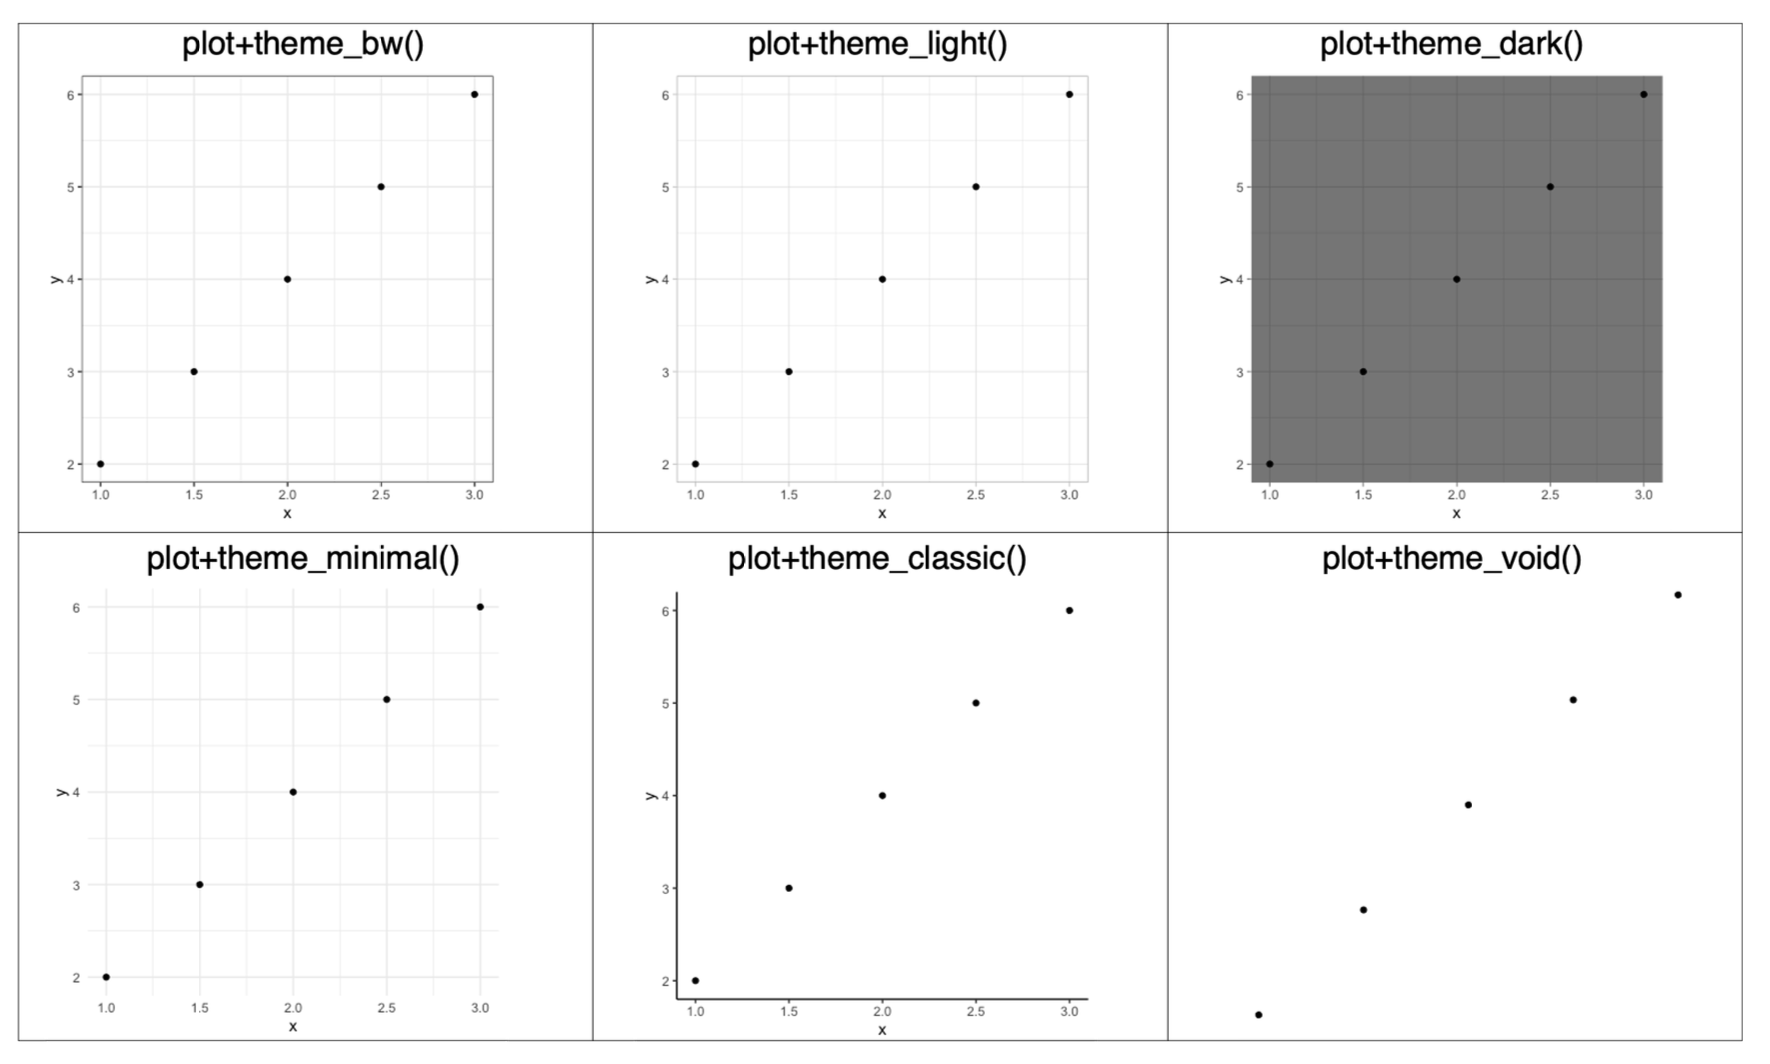 plot+theme_bw()
6
5
y 4
3
2
1.0 1.5 2.0 2.5 3.0
x
plot+theme_light()
6
5
y 4
3
2
1.0 1.5 2.0 2.5 3.0
x
plot+theme_dark()
6
5
y 4
3
2
1.0 1.5 2.0 2.5 3.0
x
plot+theme_minimal()
6
5
y 4
3
2
1.0 1.5 2.0 2.5 3.0
x
plot+theme_classic()
6
5
y 4
3
2
1.0 1.5 2.0 2.5 3.0
x
plot+theme_void()